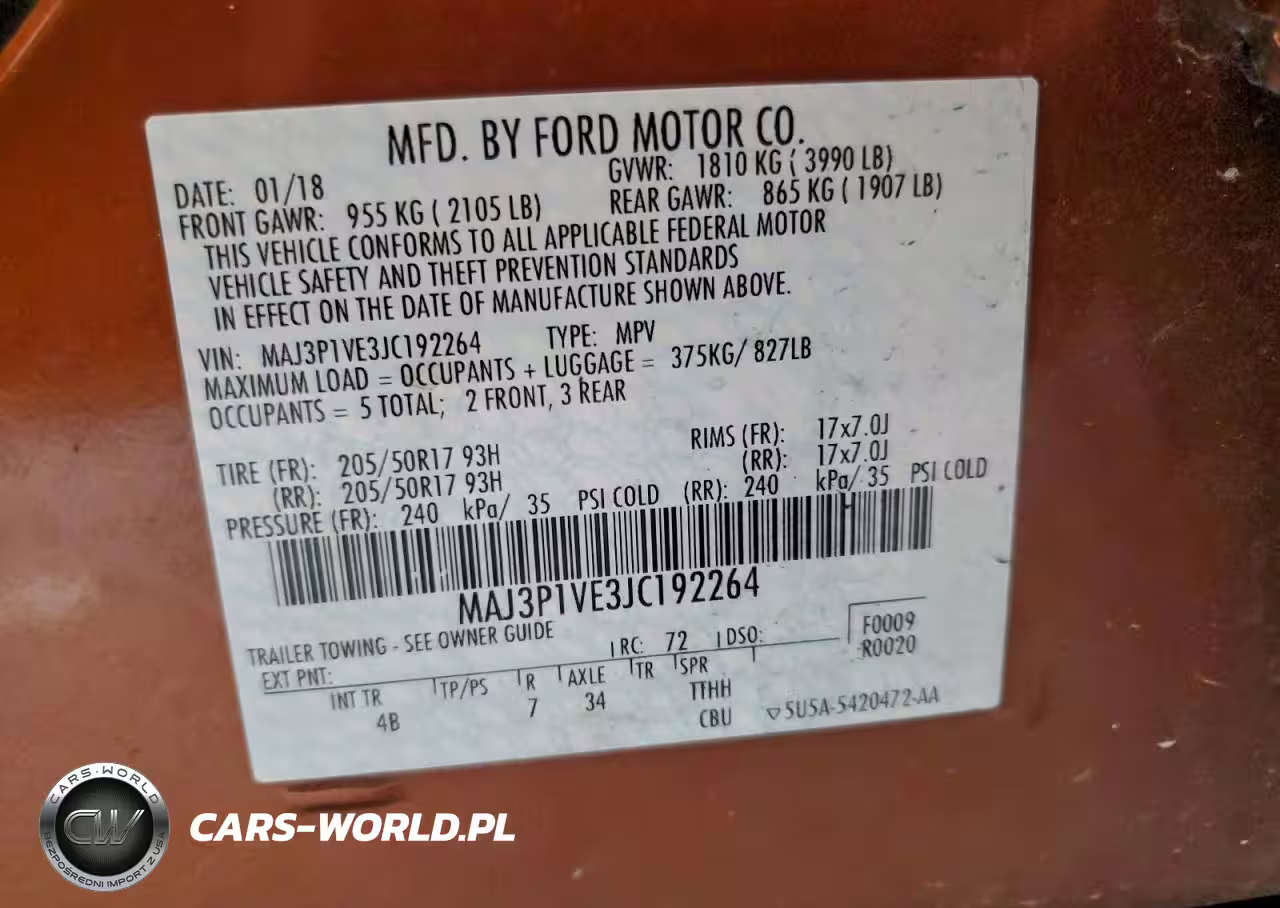 MFD. BY FORD MOTOR CO.
DATE: 01/18 GVWR: 1810 KG ( 3990 LB)
FRONT GAWR: 955 KG ( 2105 LB) REAR GAWR: 865 KG ( 1907 LB)
THIS VEHICLE CONFORMS TO ALL APPLICABLE FEDERAL MOTOR
VEHICLE SAFETY AND THEFT PREVENTION STANDARDS
IN EFFECT ON THE DATE OF MANUFACTURE SHOWN ABOVE.
VIN: MAJ3P1VE3JC192264 TYPE: MPV
MAXIMUM LOAD = OCCUPANTS + LUGGAGE = 375KG/ 827LB
OCCUPANTS = 5 TOTAL; 2 FRONT, 3 REAR
TIRE (FR): 205/50R17 93H RIMS (FR): 17x7.0J
(RR): 205/50R17 93H (RR): 17x7.0J
PRESSURE (FR): 240 kPa/ 35 PSI COLD (RR): 240 kPa/ 35 PSI COLD
MAJ3P1VE3JC192264
TRAILER TOWING - SEE OWNER GUIDE RC: 72 DSO: F0009
EXT PNT: R0020
INT TR TP/PS R AXLE TR SPR
4B 7 34 TTHH
CBU ▽5U5A-5420472-AA
CARS-WORLD
CW
BEZPOŚREDNI IMPORT Z USA
CARS-WORLD.PL